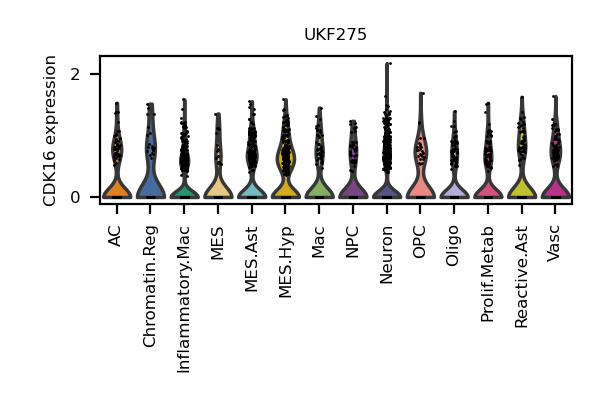 UKF275
CDK16 expression
2
0
AC
Chromatin.Reg
Inflammatory.Mac
MES
MES.Ast
MES.Hyp
Mac
NPC
Neuron
OPC
Oligo
Prolif.Metab
Reactive.Ast
Vasc